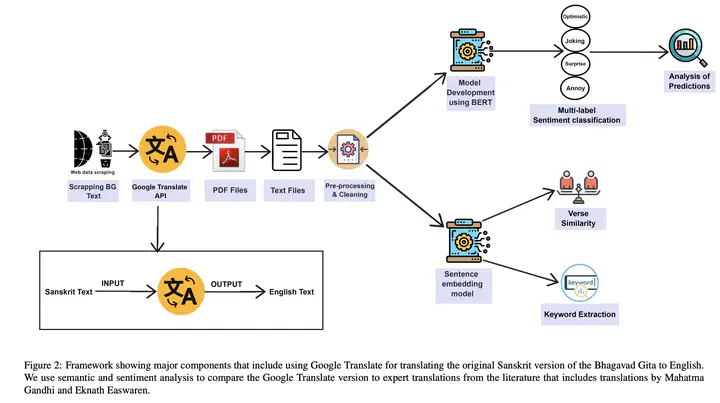 Optimistic
Joking
Surprise
Annoy
Model
Development
using BERT
Multi-label
Sentiment classification
Analysis of
Predictions
Web data scraping
Scrapping BG
Text
文A
Google Translate
API
PDF
PDF Files
Text Files
Pre-processing
& Cleaning
Verse
Similarity
Sentence
embedding
model
keyword
Keyword Extraction
Sanskrit Text
INPUT
文A
OUTPUT
English Text
Figure 2: Framework showing major components that include using Google Translate for translating the original Sanskrit version of the Bhagavad Gita to English.
We use semantic and sentiment analysis to compare the Google Translate version to expert translations from the literature that includes translations by Mahatma
Gandhi and Eknath Easwaren.